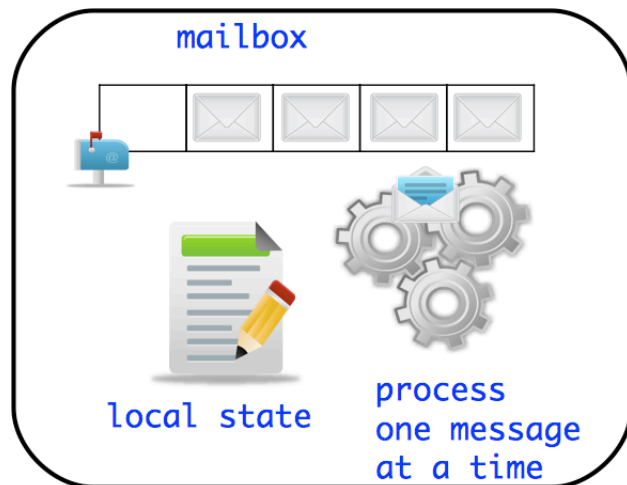 mailbox
@
local state
process
one message
at a time